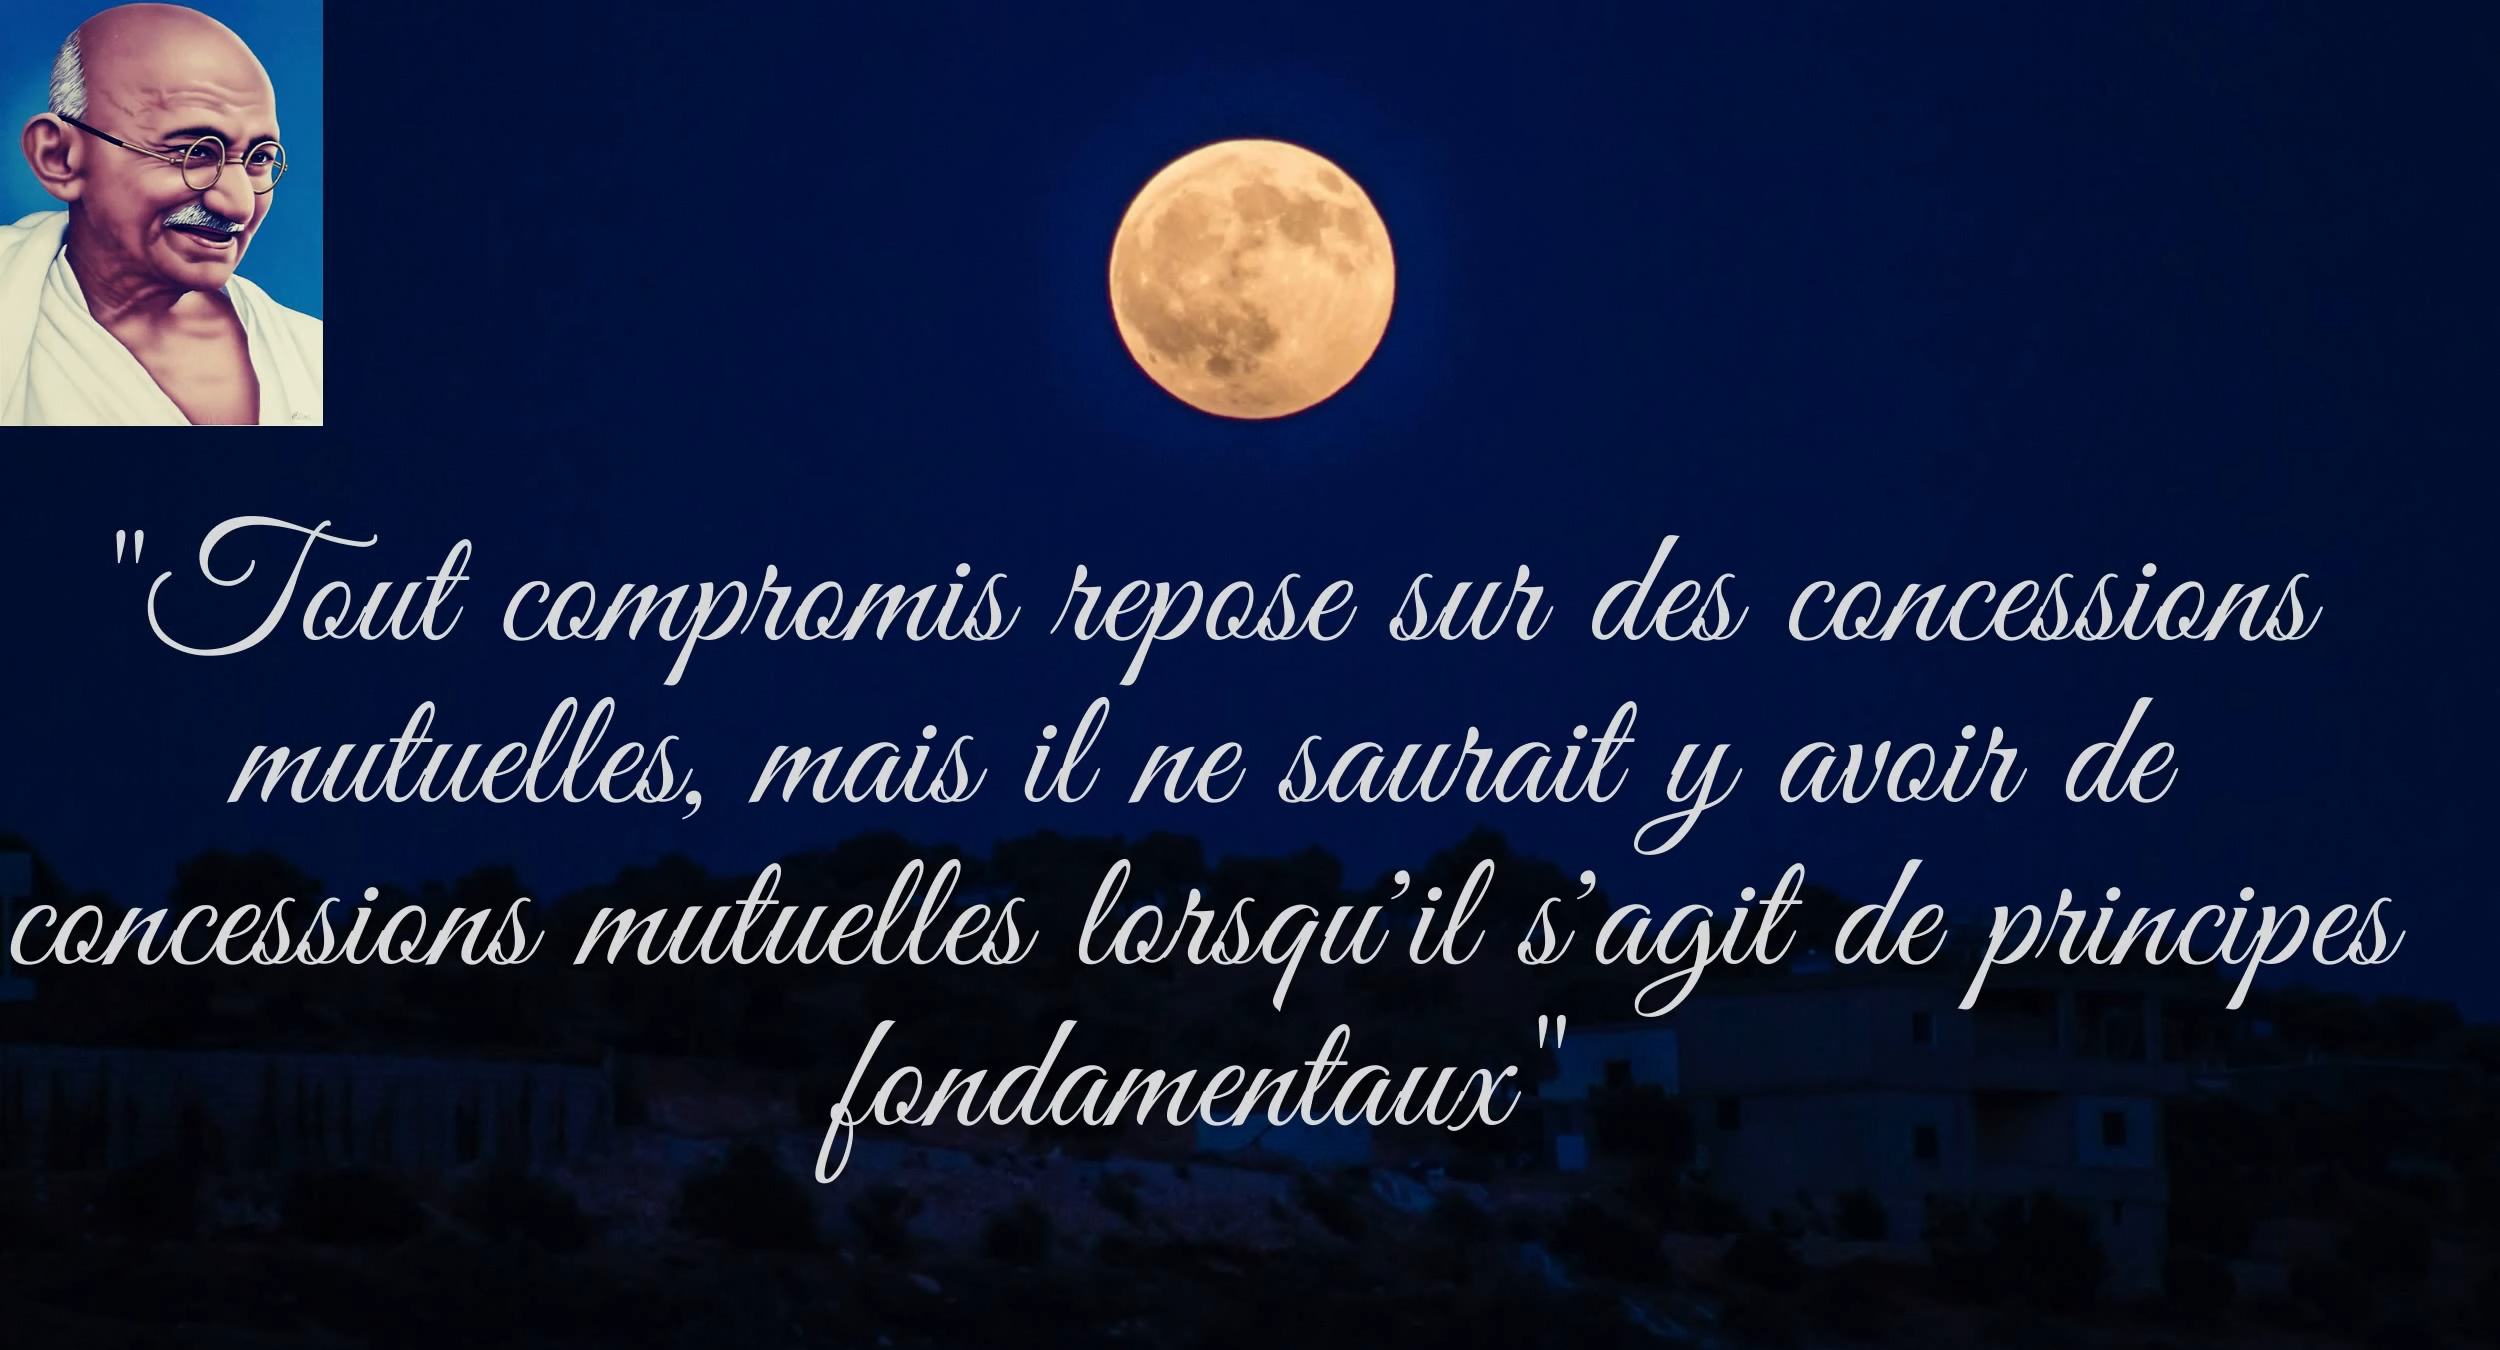 "Tout compromis repose sur des concessions
mutuelles, mais il ne saurait y avoir de
concessions mutuelles lorsqu’il s’agit de principes
fondamentaux"